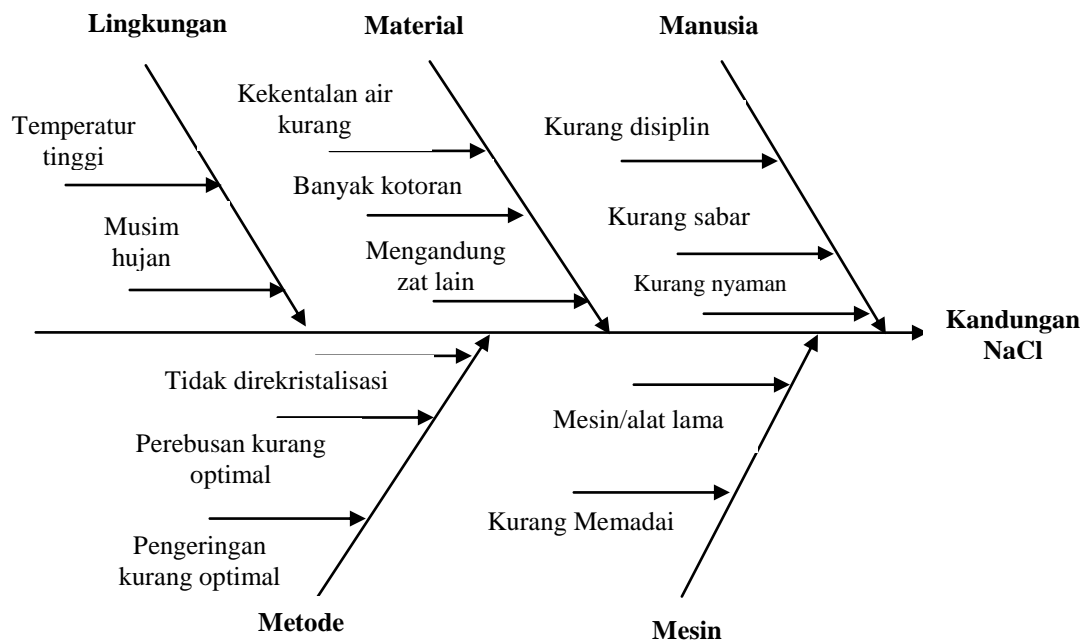 Lingkungan
Material
Manusia
Temperatur
tinggi
Musim
hujan
Kekentalan air
kurang
Banyak kotoran
Mengandung
zat lain
Kurang disiplin
Kurang sabar
Kurang nyaman
Kandungan
NaCl
Tidak direkristalisasi
Perebusan kurang
optimal
Pengeringan
kurang optimal
Metode
Mesin/alat lama
Kurang Memadai
Mesin